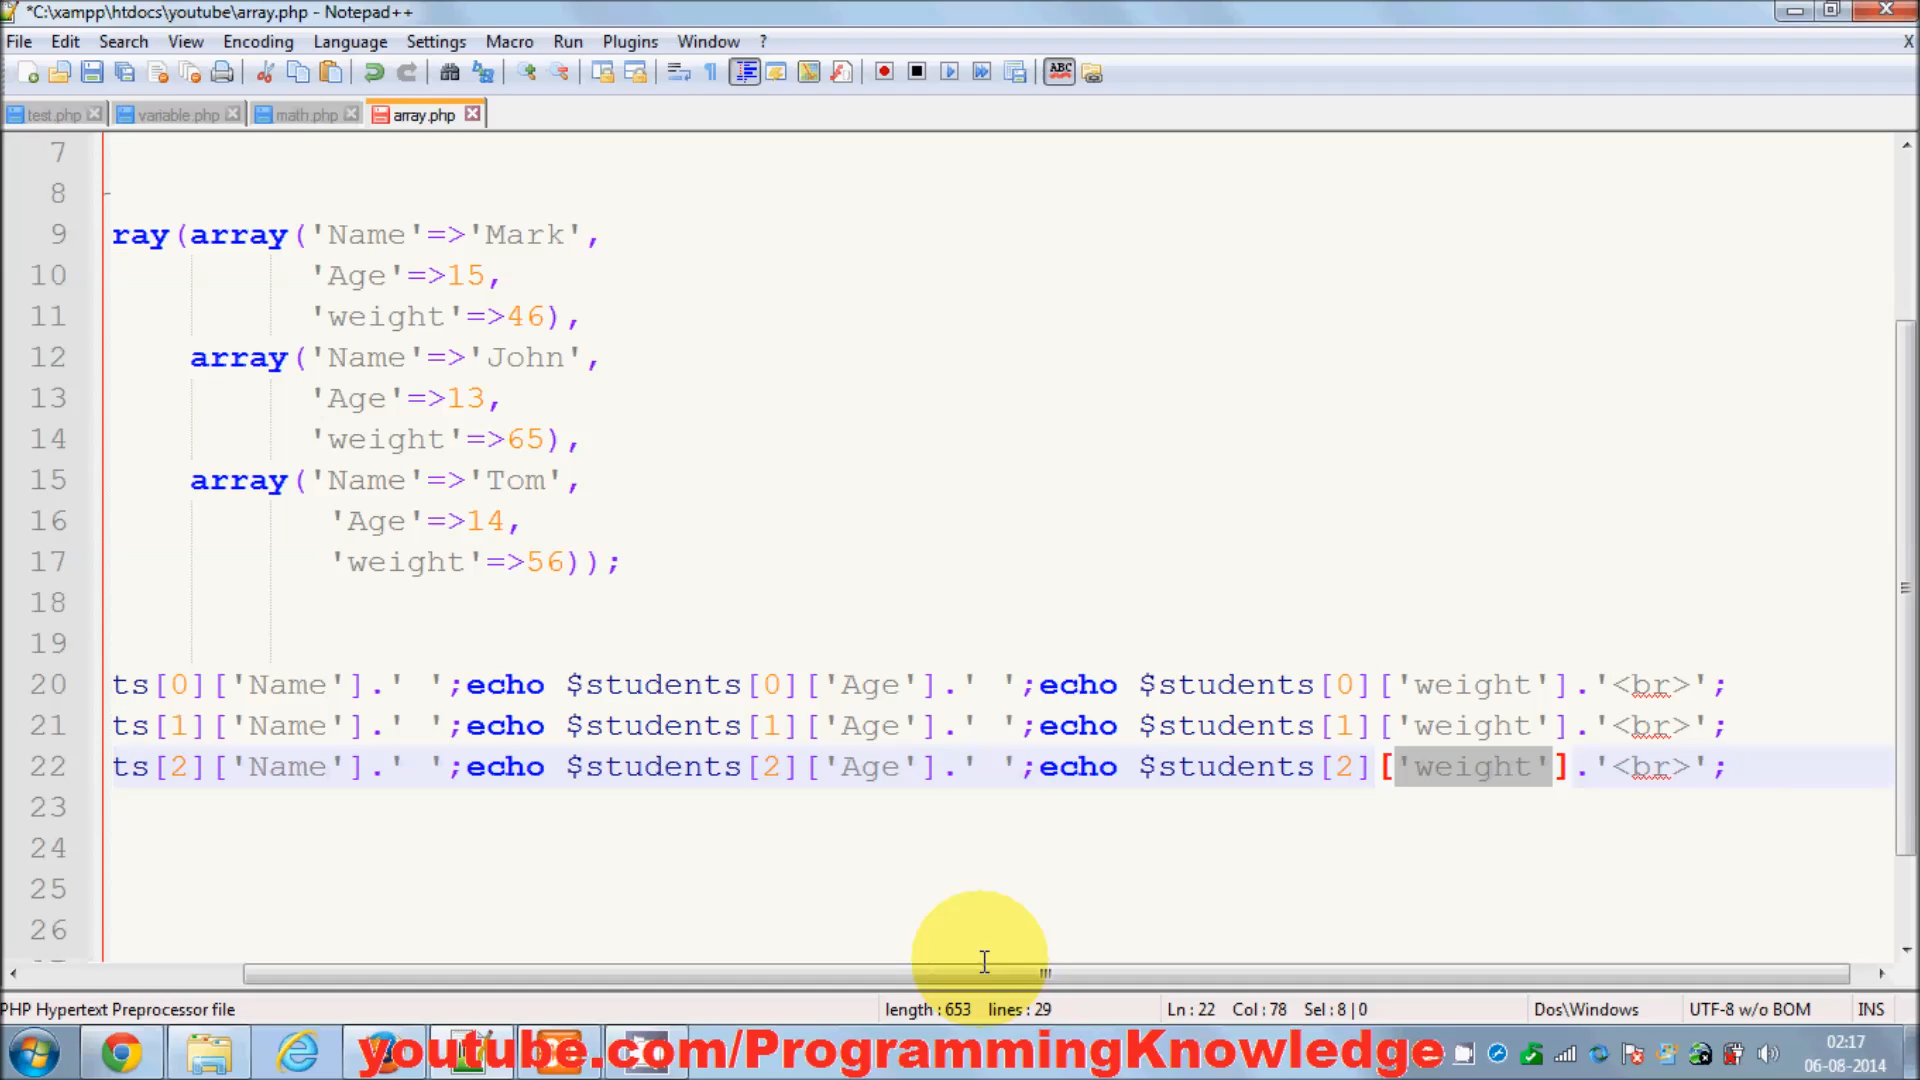 *C:\xampp\htdocs\youtube\array.php - Notepad++
File Edit Search View Encoding Language Settings Macro Run Plugins Window ? X
ABC
test.php variable.php math.php array.php
7
8
9 ray(array('Name'=>'Mark',
10 'Age'=>15,
11 'weight'=>46),
12 array('Name'=>'John',
13 'Age'=>13,
14 'weight'=>65),
15 array('Name'=>'Tom',
16 'Age'=>14,
17 'weight'=>56));
18
19
20 ts[0]['Name'].' ';echo $students[0]['Age'].' ';echo $students[0]['weight'].'<br>';
21 ts[1]['Name'].' ';echo $students[1]['Age'].' ';echo $students[1]['weight'].'<br>';
22 ts[2]['Name'].' ';echo $students[2]['Age'].' ';echo $students[2]['weight'].'<br>';
23
24
25
26
PHP Hypertext Preprocessor file length : 653 lines : 29 Ln : 22 Col : 78 Sel : 8 | 0 Dos\Windows UTF-8 w/o BOM INS
youtube.com/ProgrammingKnowledge
02:17
06-08-2014